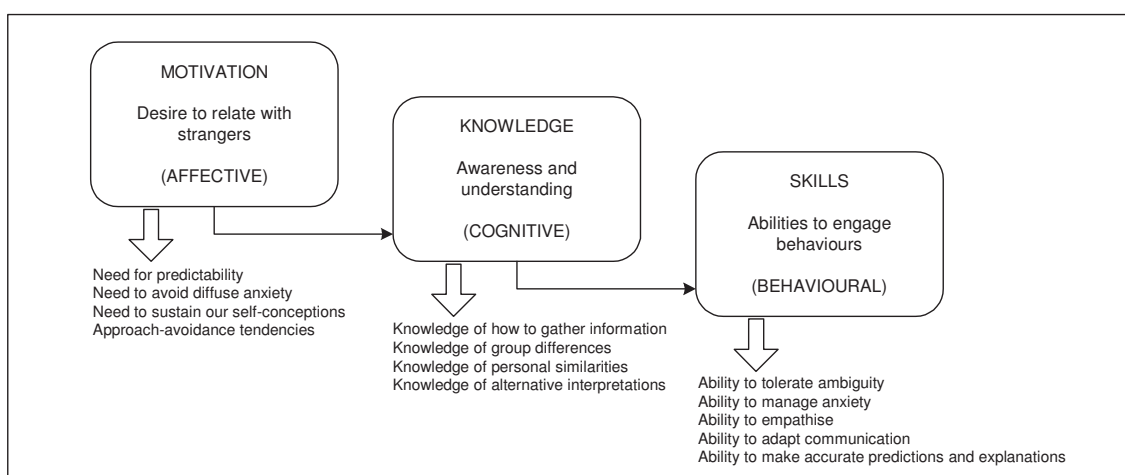 MOTIVATION
Desire to relate with
strangers
(AFFECTIVE)
Need for predictability
Need to avoid diffuse anxiety
Need to sustain our self-conceptions
Approach-avoidance tendencies
KNOWLEDGE
Awareness and
understanding
(COGNITIVE)
Knowledge of how to gather information
Knowledge of group differences
Knowledge of personal similarities
Knowledge of alternative interpretations
SKILLS
Abilities to engage
behaviours
(BEHAVIOURAL)
Ability to tolerate ambiguity
Ability to manage anxiety
Ability to empathise
Ability to adapt communication
Ability to make accurate predictions and explanations